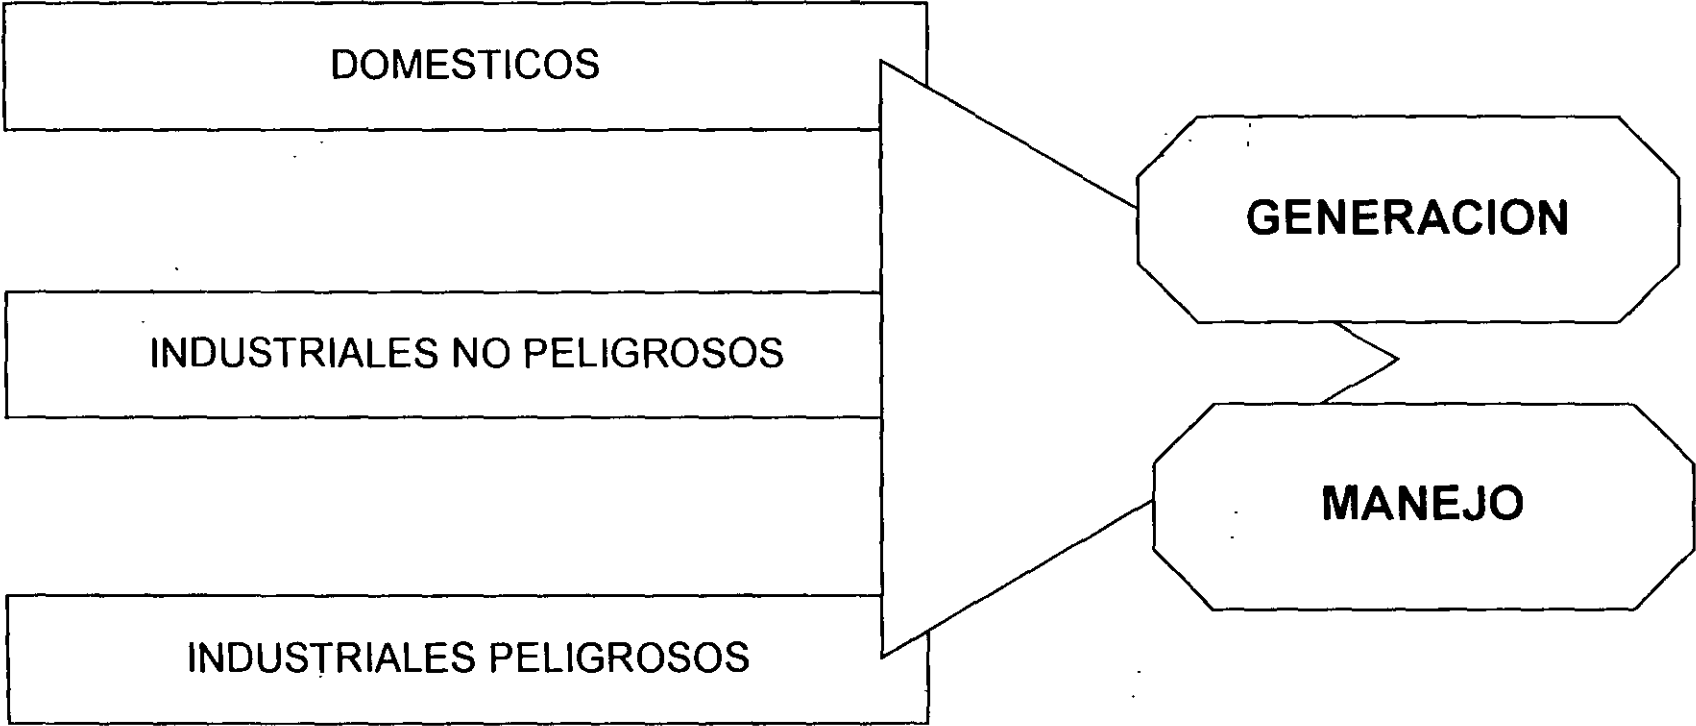 DOMESTICOS
GENERACION
INDUSTRIALES NO PELIGROSOS
MANEJO
INDUSTRIALES PELIGROSOS